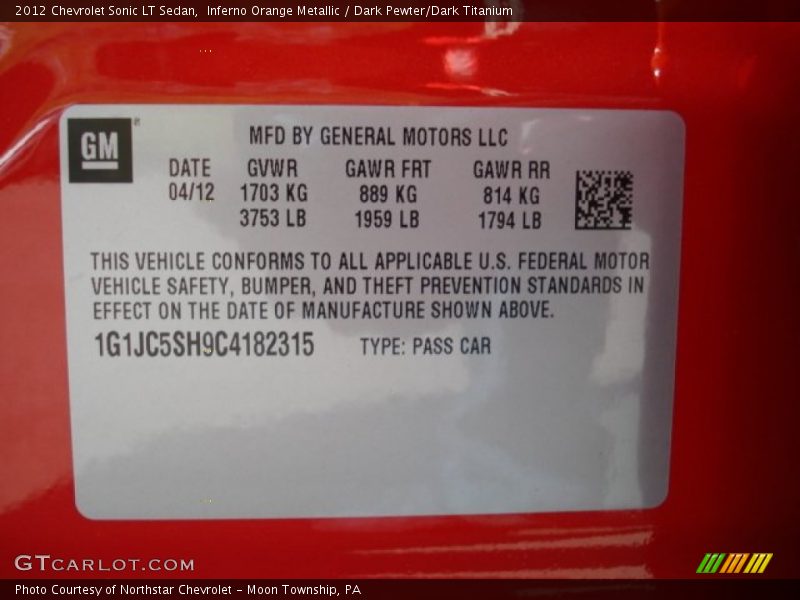 2012 Chevrolet Sonic LT Sedan,  Inferno Orange Metallic / Dark Pewter/Dark Titanium
GM
MFD BY GENERAL MOTORS LLC
DATE GVWR GAWR FRT GAWR RR
04/12 1703 KG 889 KG 814 KG
3753 LB 1959 LB 1794 LB
THIS VEHICLE CONFORMS TO ALL APPLICABLE U.S. FEDERAL MOTOR
VEHICLE SAFETY, BUMPER, AND THEFT PREVENTION STANDARDS IN
EFFECT ON THE DATE OF MANUFACTURE SHOWN ABOVE.
1G1JC5SH9C4182315 TYPE: PASS CAR
GTCARLOT.COM
Photo Courtesy of Northstar Chevrolet - Moon Township, PA